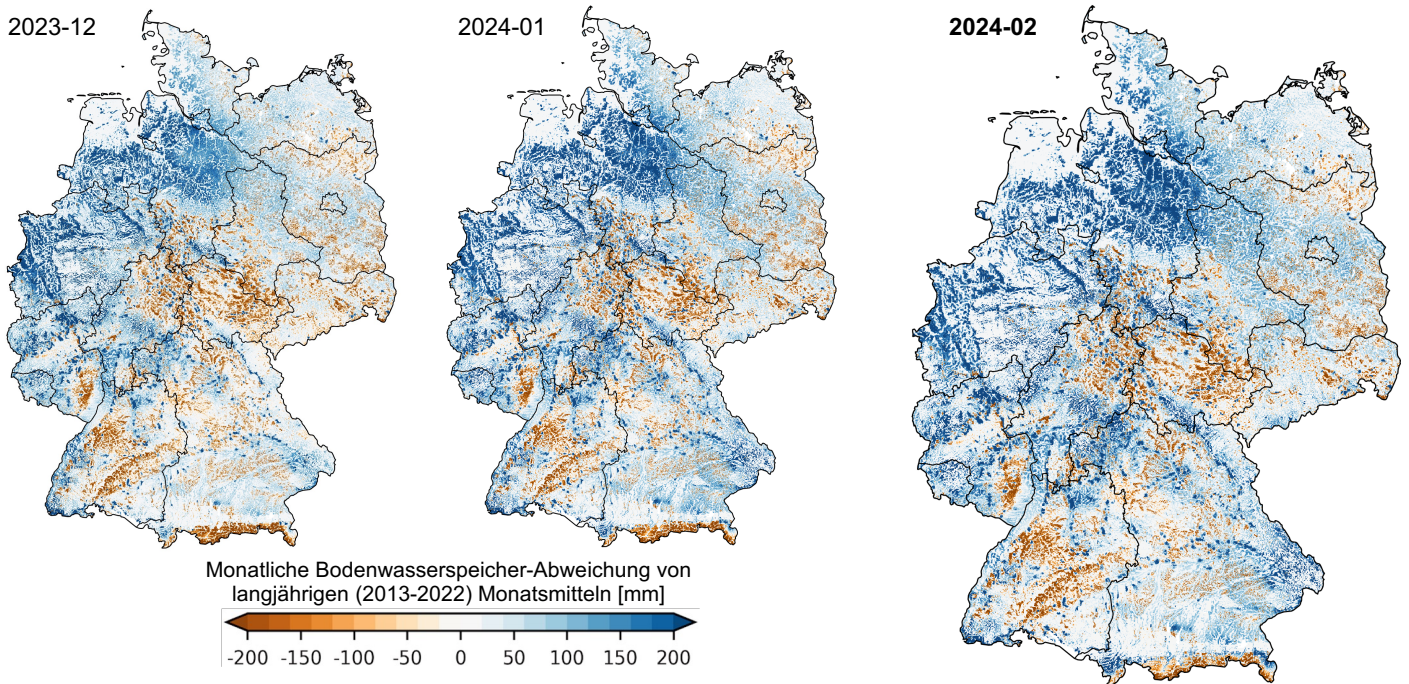 2023-12
2024-01
2024-02
Monatliche Bodenwasserspeicher-Abweichung von
langjährigen (2013-2022) Monatsmitteln [mm]
-200 -150 -100 -50 0 50 100 150 200